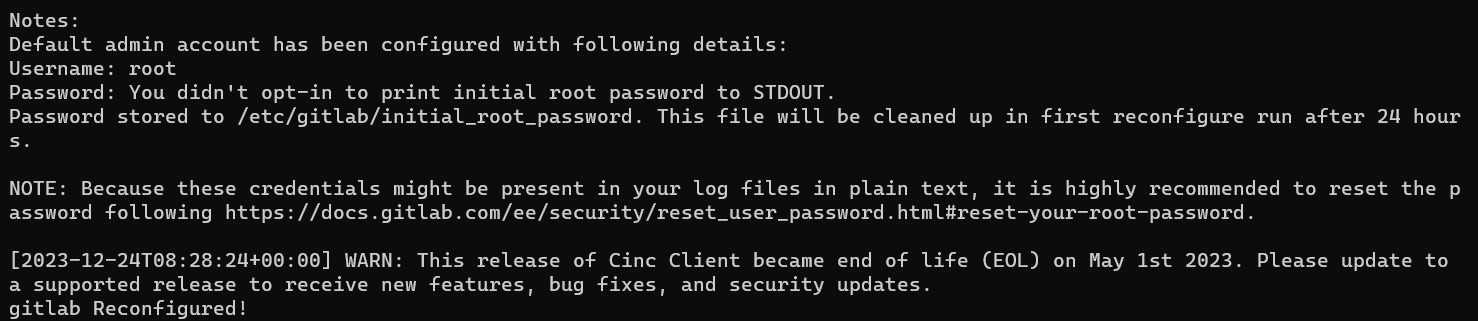 Notes:
Default admin account has been configured with following details:
Username: root
Password: You didn't opt-in to print initial root password to STDOUT.
Password stored to /etc/gitlab/initial_root_password. This file will be cleaned up in first reconfigure run after 24 hour
s.
NOTE: Because these credentials might be present in your log files in plain text, it is highly recommended to reset the p
assword following https://docs.gitlab.com/ee/security/reset_user_password.html#reset-your-root-password.
[2023-12-24T08:28:24+00:00] WARN: This release of Cinc Client became end of life (EOL) on May 1st 2023. Please update to
a supported release to receive new features, bug fixes, and security updates.
gitlab Reconfigured!